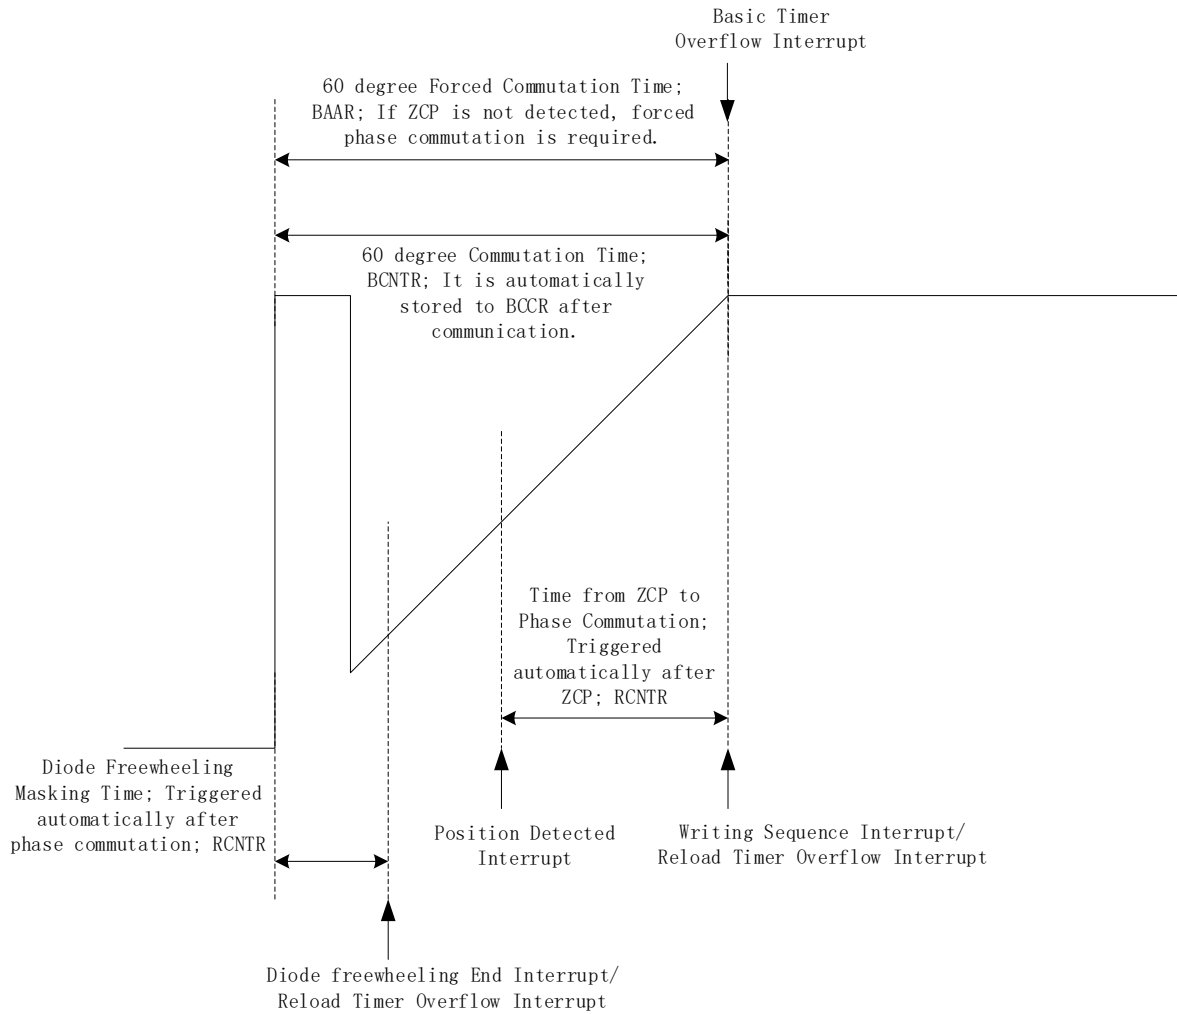 Basic Timer
Overflow Interrupt
60 degree Forced Commutation Time;
BAAR; If ZCP is not detected, forced
phase commutation is required.
60 degree Commutation Time;
BCNTR; It is automatically
stored to BCCR after
communication.
Time from ZCP to
Phase Commutation;
Triggered
automatically after
ZCP; RCNTR
Diode Freewheeling
Masking Time; Triggered
automatically after
phase commutation; RCNTR
Position Detected
Interrupt
Writing Sequence Interrupt/
Reload Timer Overflow Interrupt
Diode freewheeling End Interrupt/
Reload Timer Overflow Interrupt